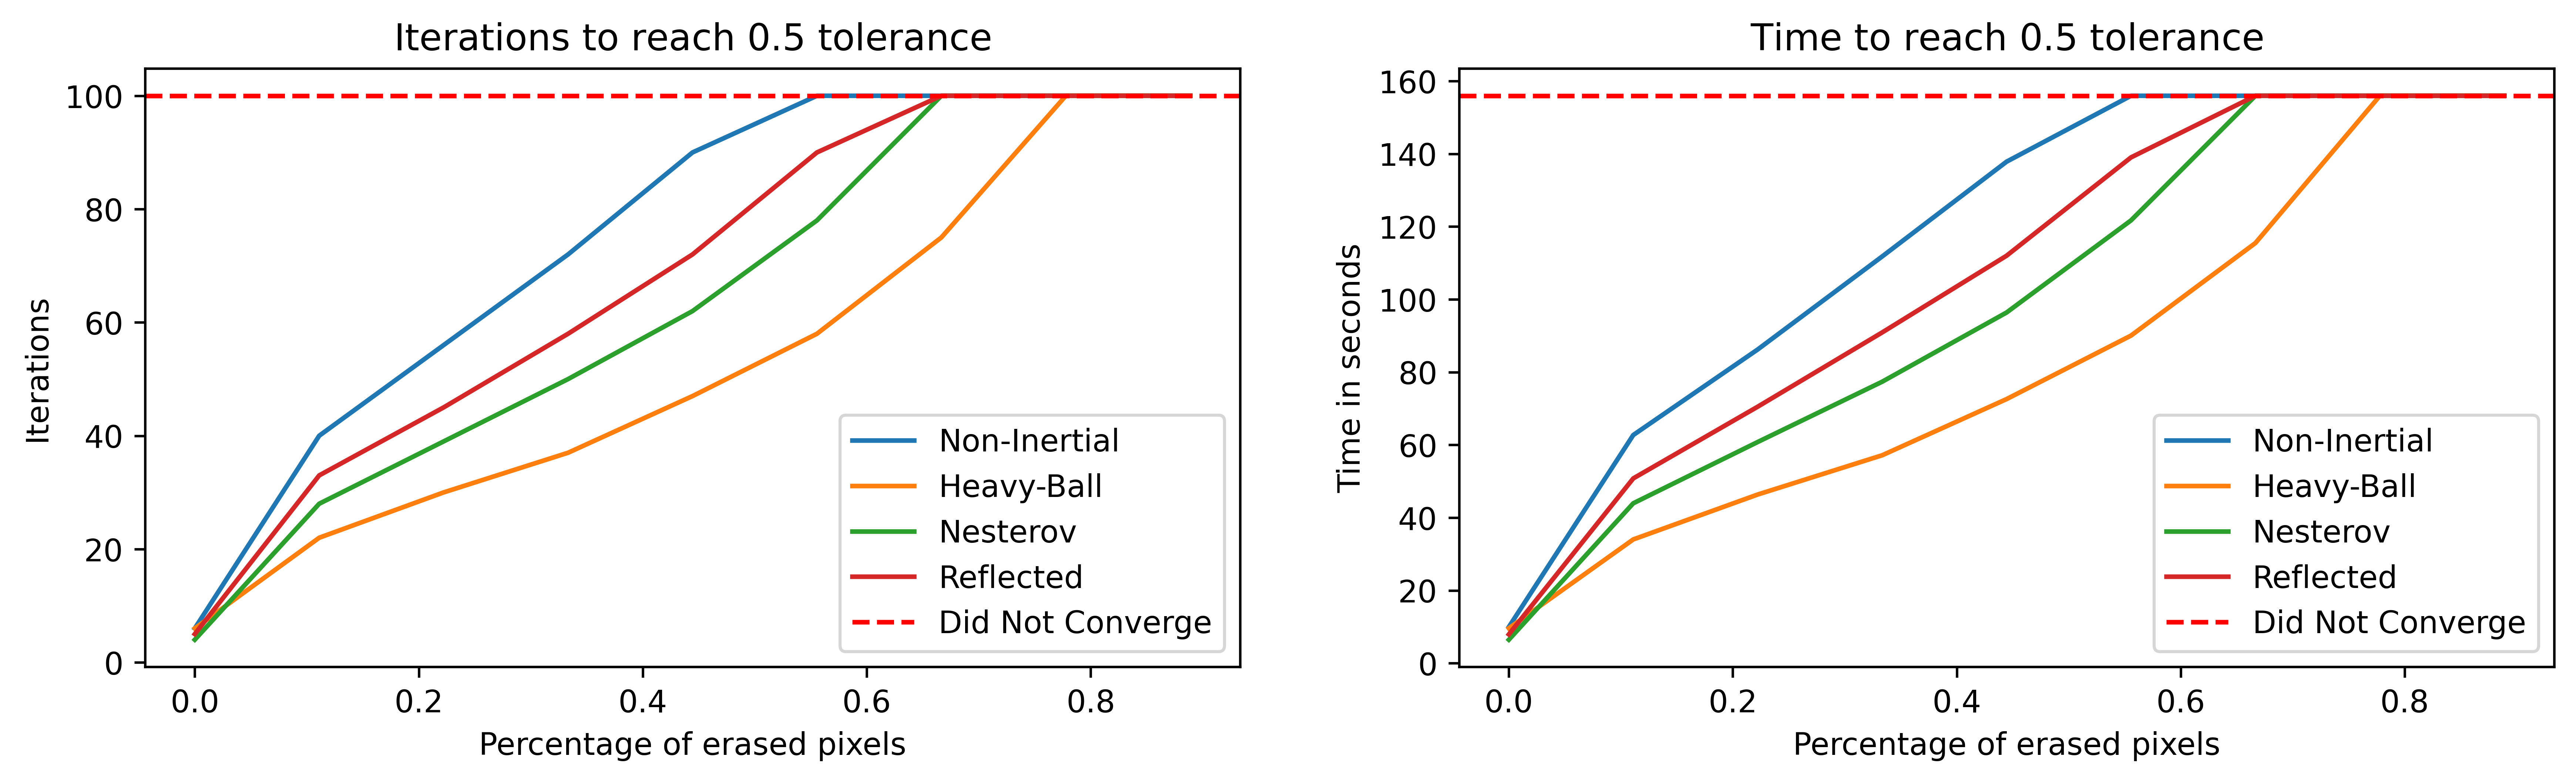 Iterations to reach 0.5 tolerance
100
80
60
40
20
0
Iterations
0.0 0.2 0.4 0.6 0.8
Percentage of erased pixels
Non-Inertial
Heavy-Ball
Nesterov
Reflected
Did Not Converge
Time to reach 0.5 tolerance
160
140
120
100
80
60
40
20
0
Time in seconds
0.0 0.2 0.4 0.6 0.8
Percentage of erased pixels
Non-Inertial
Heavy-Ball
Nesterov
Reflected
Did Not Converge